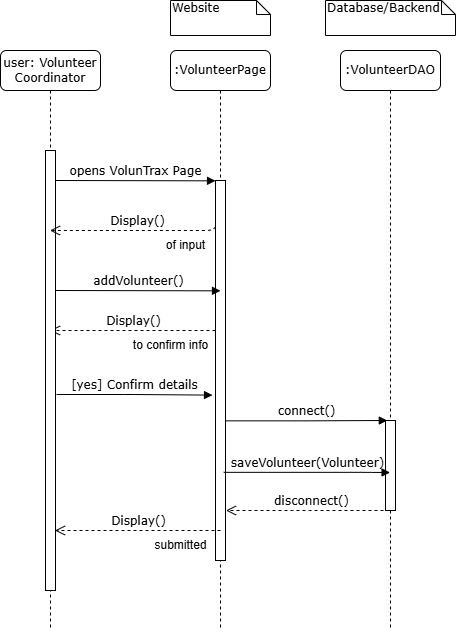 Website
Database/Backend
user: Volunteer
Coordinator
:VolunteerPage
:VolunteerDAO
opens VolunTrax Page
Display()
of input
addVolunteer()
Display()
to confirm info
[yes] Confirm details
connect()
saveVolunteer(Volunteer)
disconnect()
Display()
submitted